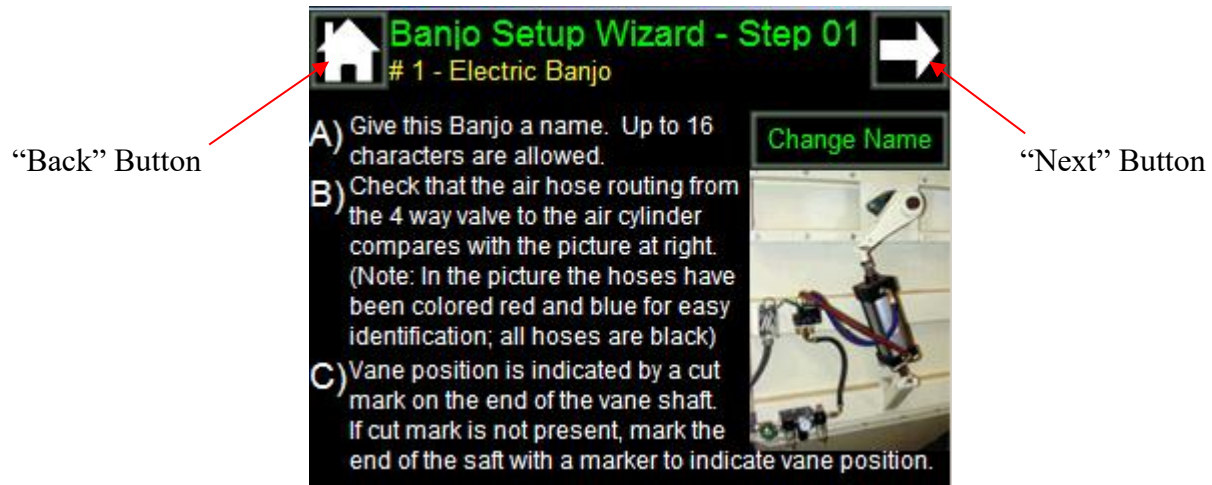 Banjo Setup Wizard - Step 01
# 1 - Electric Banjo
“Back” Button
“Next” Button
Change Name
A) Give this Banjo a name. Up to 16
characters are allowed.
B) Check that the air hose routing from
the 4 way valve to the air cylinder
compares with the picture at right.
(Note: In the picture the hoses have
been colored red and blue for easy
identification; all hoses are black)
C) Vane position is indicated by a cut
mark on the end of the vane shaft.
If cut mark is not present, mark the
end of the saft with a marker to indicate vane position.